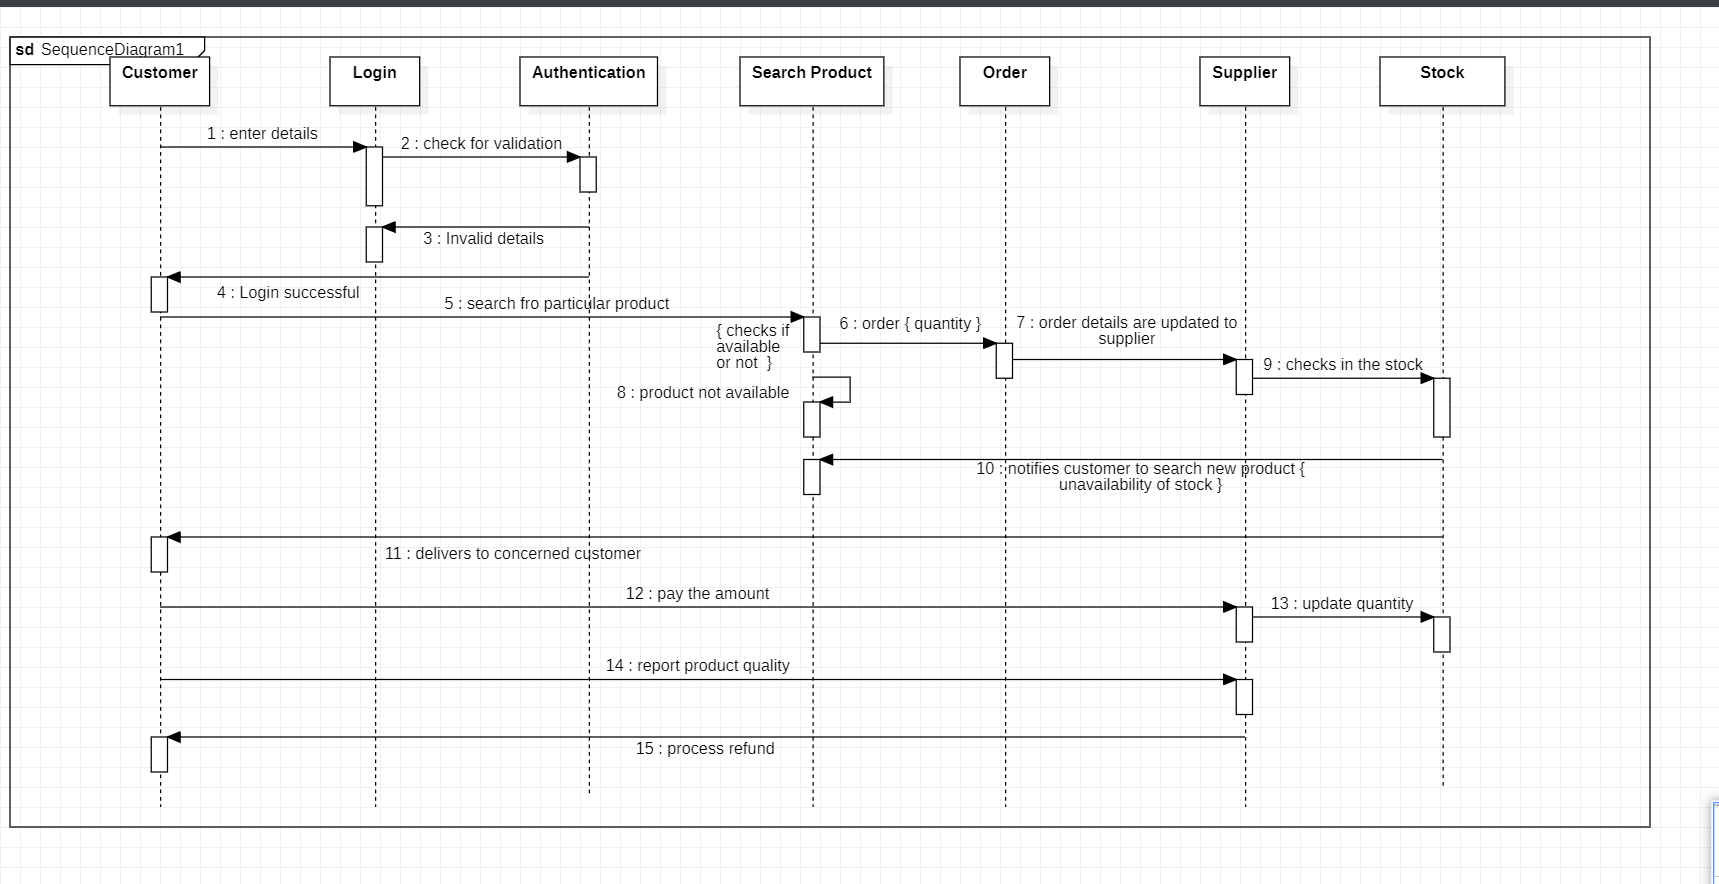 sd SequenceDiagram1
Customer
Login
Authentication
Search Product
Order
Supplier
Stock
1 : enter details
2 : check for validation
3 : Invalid details
4 : Login successful
5 : search fro particular product
{ checks if
available
or not }
6 : order { quantity }
7 : order details are updated to
supplier
8 : product not available
9 : checks in the stock
10 : notifies customer to search new product {
unavailability of stock }
11 : delivers to concerned customer
12 : pay the amount
13 : update quantity
14 : report product quality
15 : process refund